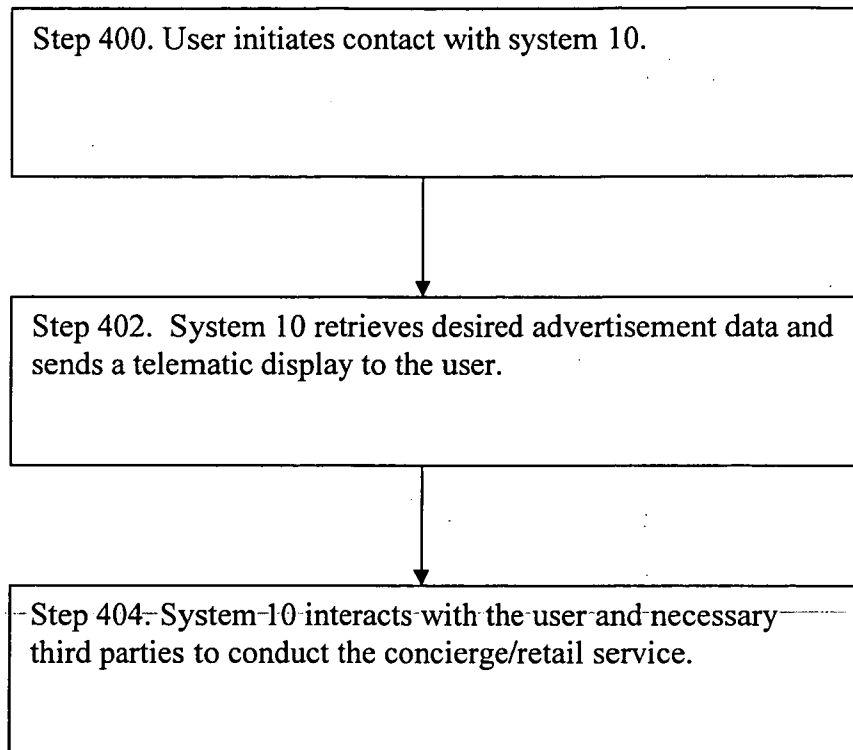 Step 400. User initiates contact with system 10.
Step 402. System 10 retrieves desired advertisement data and
sends a telematic display to the user.
Step 404. System 10 interacts with the user and necessary
third parties to conduct the concierge/retail service.